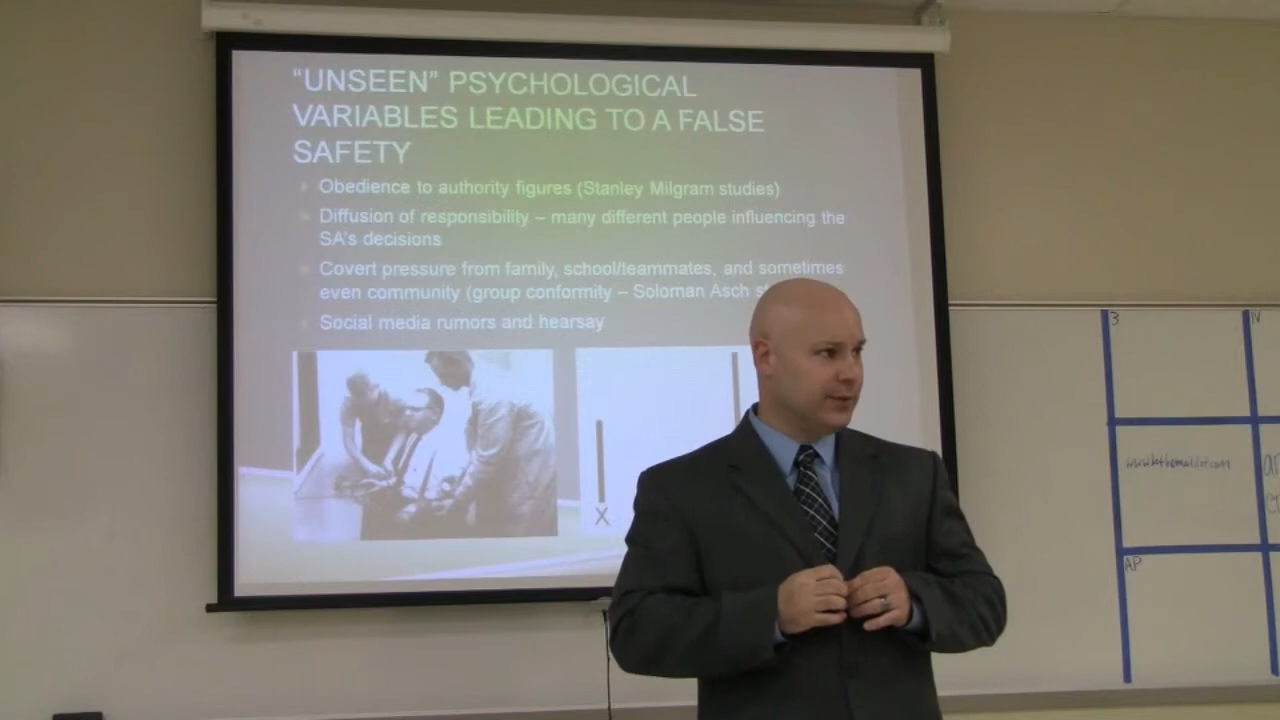 “UNSEEN” PSYCHOLOGICAL
VARIABLES LEADING TO A FALSE
SAFETY
Obedience to authority figures (Stanley Milgram studies)
Diffusion of responsibility – many different people influencing the
SA's decisions
Covert pressure from family, school/teammates, and sometimes
even community (group conformity – Soloman Asch
Social media rumors and hearsay
X
3
IV
AP